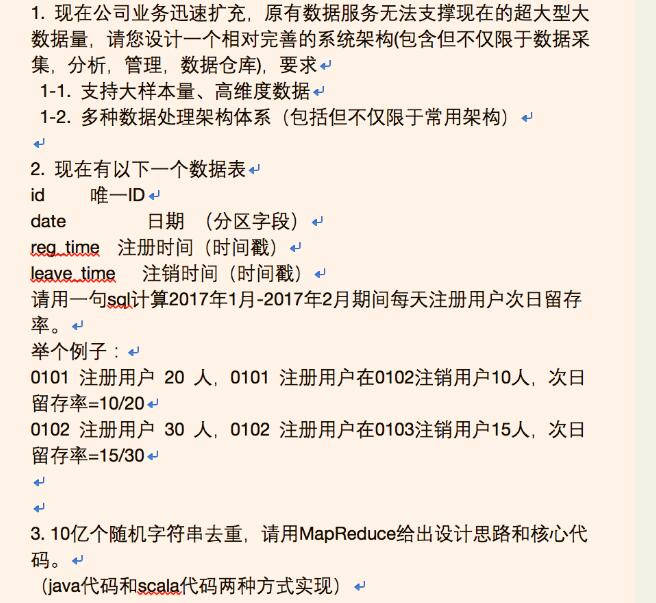 1. 现在公司业务迅速扩充，原有数据服务无法支撑现在的超大型大
数据量，请您设计一个相对完善的系统架构(包含但不仅限于数据采
集，分析，管理，数据仓库)，要求
1-1. 支持大样本量、高维度数据
1-2. 多种数据处理架构体系（包括但不仅限于常用架构）
2. 现在有以下一个数据表
id 唯一ID
date 日期 （分区字段）
reg_time 注册时间（时间戳）
leave_time 注销时间（时间戳）
请用一句sql计算2017年1月-2017年2月期间每天注册用户次日留存
率。
举个例子：
0101 注册用户 20 人，0101 注册用户在0102注销用户10人，次日
留存率=10/20
0102 注册用户 30 人，0102 注册用户在0103注销用户15人，次日
留存率=15/30
3. 10亿个随机字符串去重，请用MapReduce给出设计思路和核心代
码。
（java代码和scala代码两种方式实现）